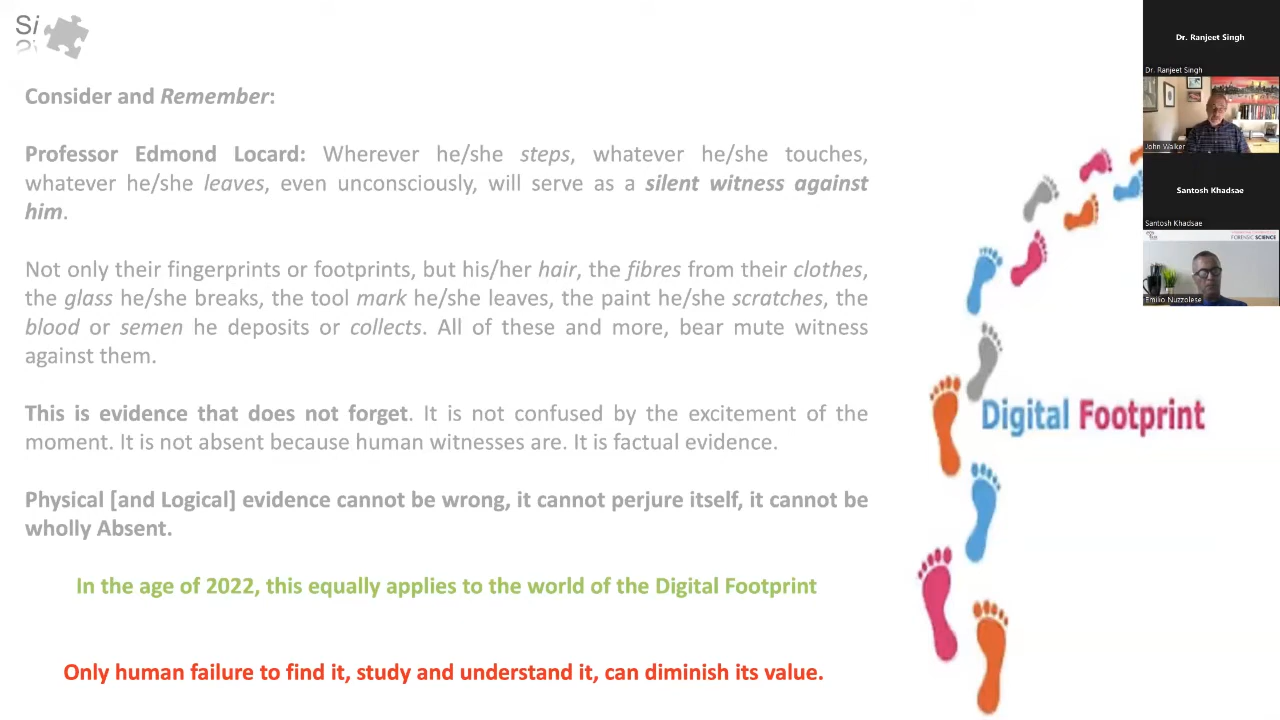 Si
Consider and Remember:
Professor Edmond Locard: Wherever he/she steps, whatever he/she touches,
whatever he/she leaves, even unconsciously, will serve as a silent witness against
him.
Not only their fingerprints or footprints, but his/her hair, the fibres from their clothes,
the glass he/she breaks, the tool mark he/she leaves, the paint he/she scratches, the
blood or semen he deposits or collects. All of these and more, bear mute witness
against them.
This is evidence that does not forget. It is not confused by the excitement of the
moment. It is not absent because human witnesses are. It is factual evidence.
Physical [and Logical] evidence cannot be wrong, it cannot perjure itself, it cannot be
wholly Absent.
In the age of 2022, this equally applies to the world of the Digital Footprint
Only human failure to find it, study and understand it, can diminish its value.
Digital Footprint
Dr. Ranjeet Singh
Dr. Ranjeet Singh
John Walker
Santosh Khadsae
Santosh Khadsae
FORENSIC SCIENCE
Emilio Nuzzolese